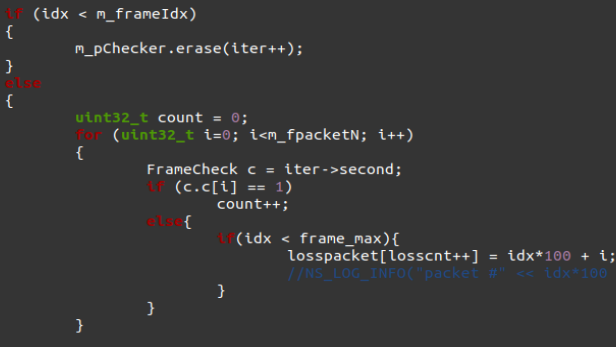 if (idx < m_frameIdx)
{
m_pChecker.erase(iter++);
}
else
{
uint32_t count = 0;
for (uint32_t i=0; i<m_fpacketN; i++)
{
FrameCheck c = iter->second;
if (c.c[i] == 1)
count++;
else{
if(idx < frame_max){
losspacket[losscnt++] = idx*100 + i;
//NS_LOG_INFO("packet #" << idx*100
}
}
}